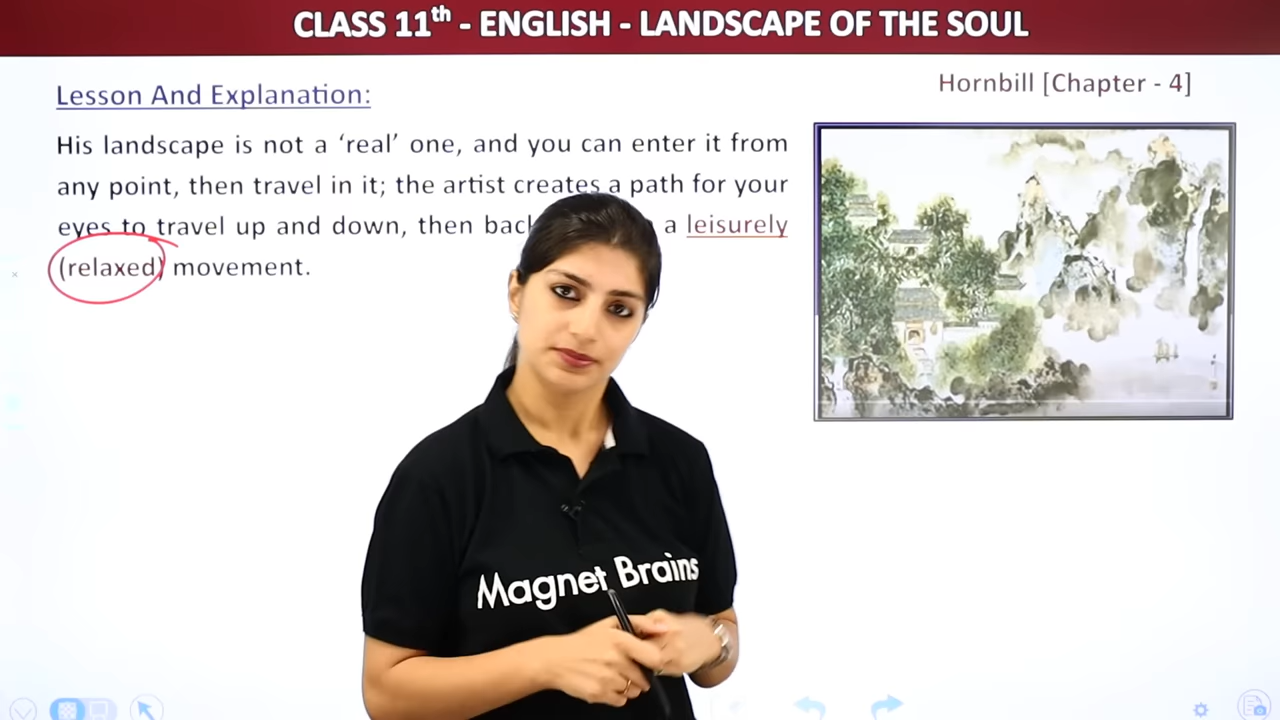 CLASS 11th - ENGLISH - LANDSCAPE OF THE SOUL
Lesson And Explanation:
Hornbill [Chapter - 4]
His landscape is not a ‘real’ one, and you can enter it from
any point, then travel in it; the artist creates a path for your
eyes to travel up and down, then back a leisurely
(relaxed) movement.
Magnet Brains